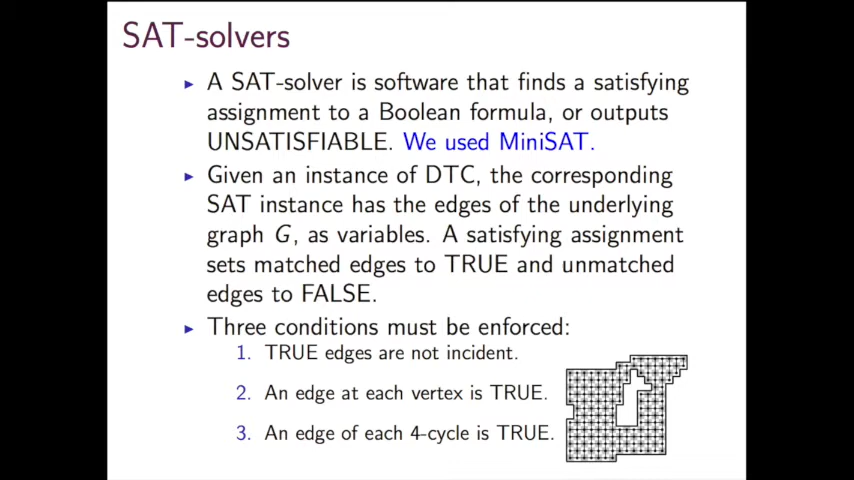 SAT-solvers
A SAT-solver is software that finds a satisfying
assignment to a Boolean formula, or outputs
UNSATISFIABLE. We used MiniSAT.
Given an instance of DTC, the corresponding
SAT instance has the edges of the underlying
graph G, as variables. A satisfying assignment
sets matched edges to TRUE and unmatched
edges to FALSE.
Three conditions must be enforced:
1. TRUE edges are not incident.
2. An edge at each vertex is TRUE.
3. An edge of each 4-cycle is TRUE.